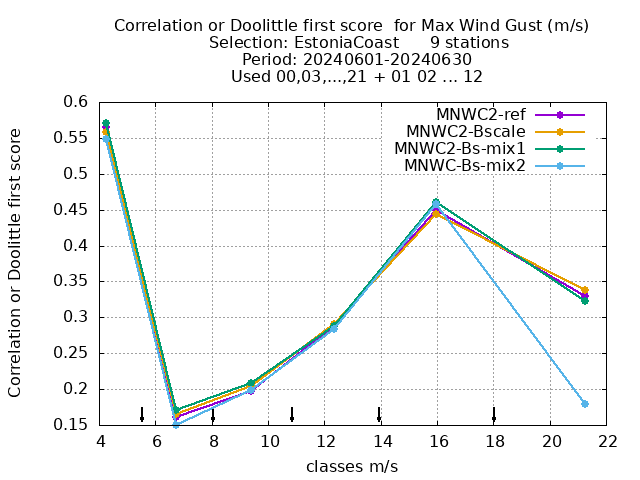 Correlation or Doolittle first score  for Max Wind Gust (m/s)
Selection: EstoniaCoast      9 stations
Period: 20240601-20240630
Used 00,03,...,21 + 01 02 ... 12
Correlation or Doolittle first score
0.6
0.55
0.5
0.45
0.4
0.35
0.3
0.25
0.2
0.15
MNWC2-ref
MNWC2-Bscale
MNWC2-Bs-mix1
MNWC-Bs-mix2
4 6 8 10 12 14 16 18 20 22
classes m/s